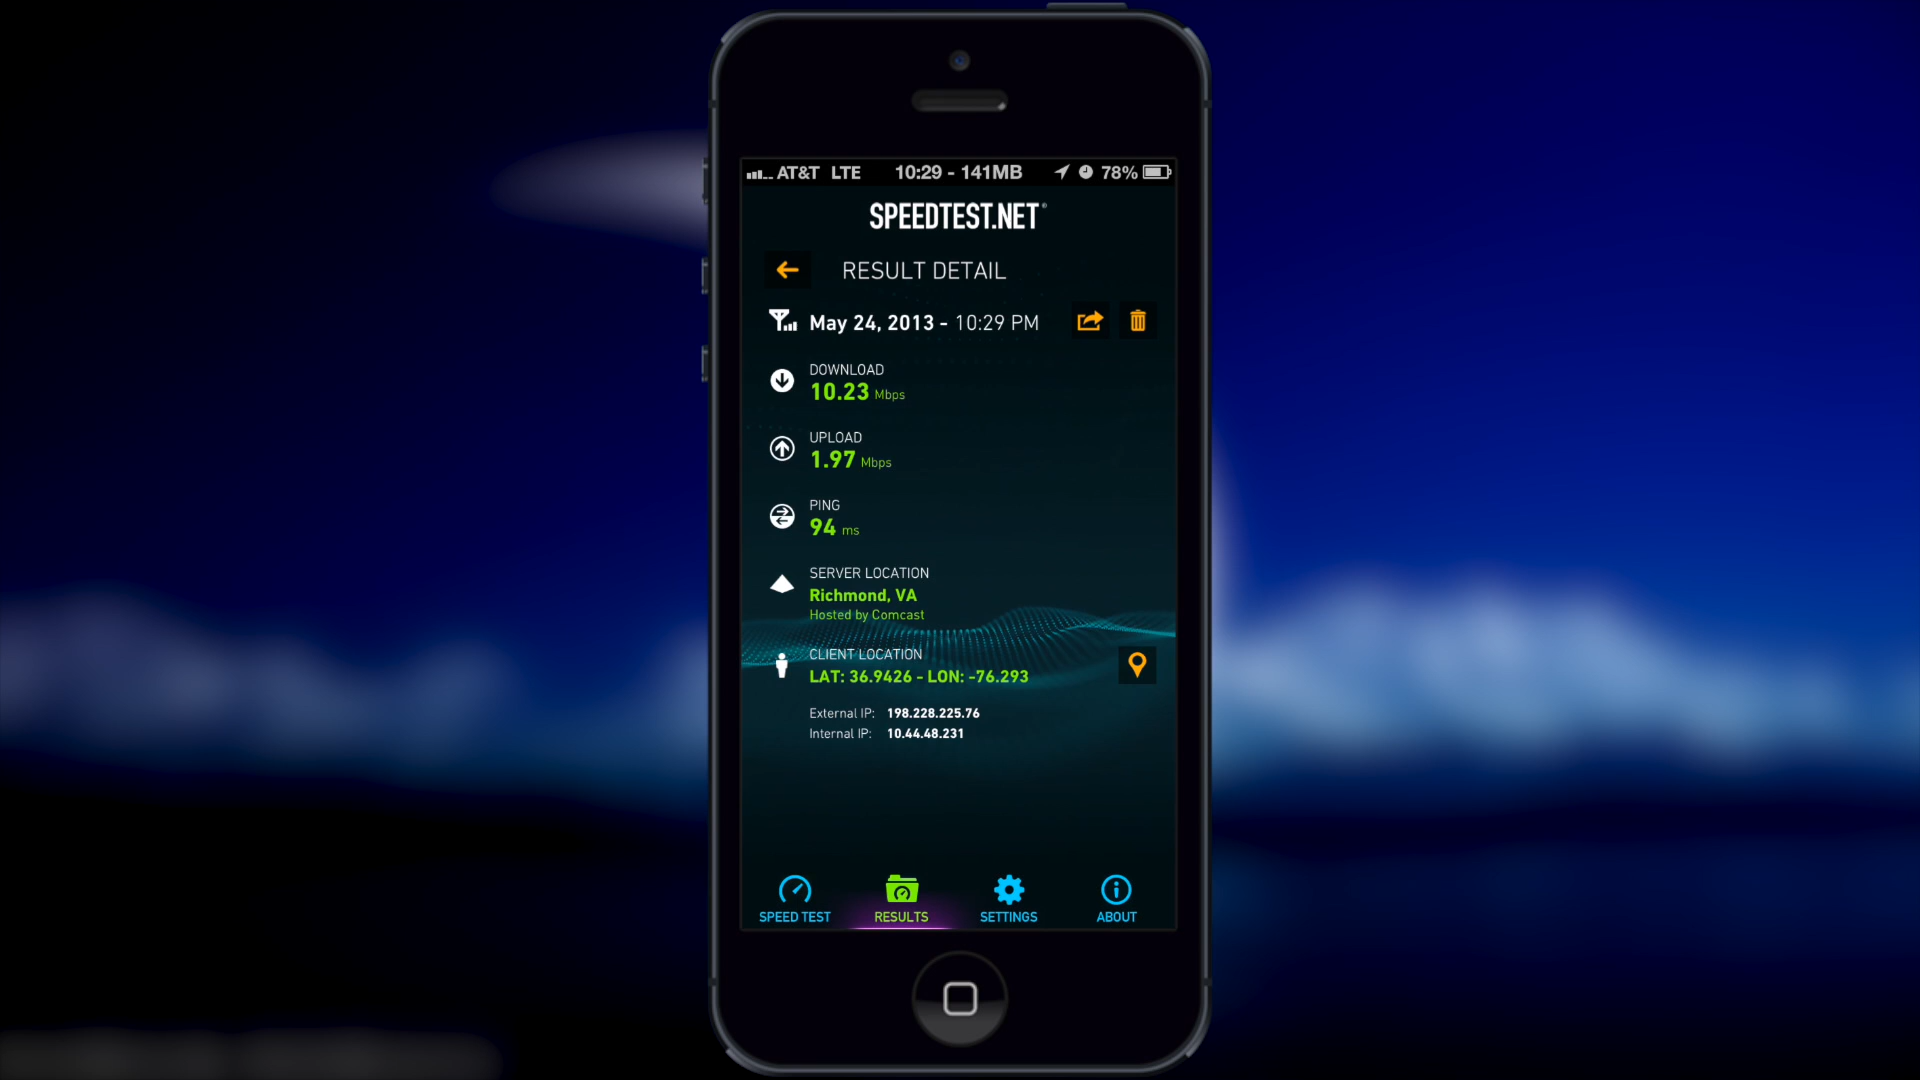 AT&T LTE 10:29 - 141MB 78%
SPEEDTEST.NET®
RESULT DETAIL
May 24, 2013 - 10:29 PM
DOWNLOAD
10.23 Mbps
UPLOAD
1.97 Mbps
PING
94 ms
SERVER LOCATION
Richmond, VA
Hosted by Comcast
CLIENT LOCATION
LAT: 36.9426 - LON: -76.293
External IP: 198.228.225.76
Internal IP: 10.44.48.231
SPEED TEST RESULTS SETTINGS ABOUT